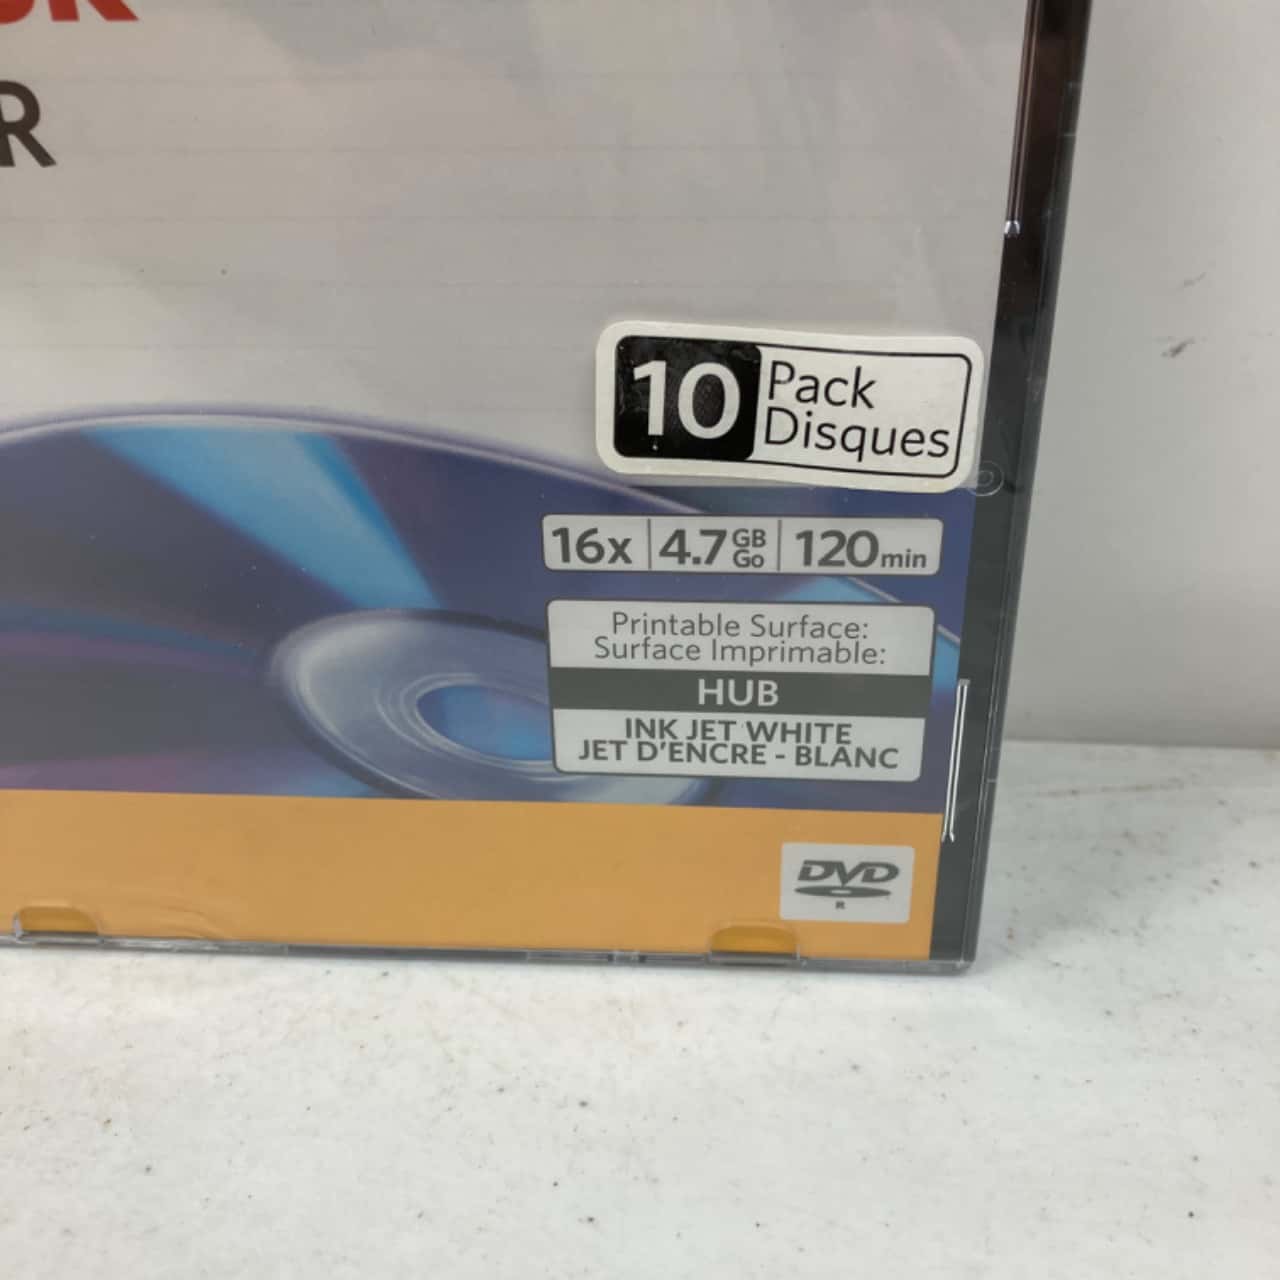 R
10 Pack
Disques
16x 4.7 GB Go 120 min
Printable Surface:
Surface Imprimable:
HUB
INK JET WHITE
JET D'ENCRE - BLANC
DVD
R